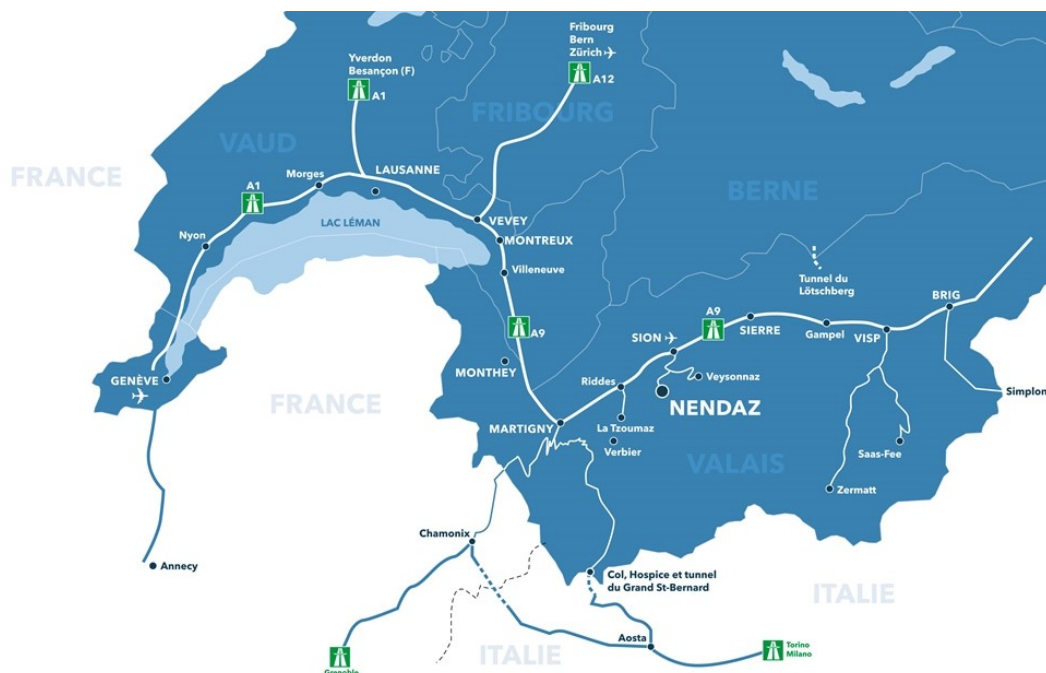 Yverdon
Besançon (F)
A1
Fribourg
Bern
Zürich
A12
FRIBOURG
VAUD
FRANCE
LAUSANNE
Morges
A1
BERNE
LAC LÉMAN
VEVEY
Nyon
MONTREUX
Villeneuve
Tunnel du
Lötschberg
BRIG
A9
A9
SION
SIERRE
Gampel
VISP
MONTHEY
GENÈVE
Riddes
Veysonnaz
Simplon
FRANCE
NENDAZ
MARTIGNY
La Tzoumaz
Verbier
VALAIS
Saas-Fee
Zermatt
Chamonix
Annecy
Col, Hospice et tunnel
du Grand St-Bernard
ITALIE
Aosta
ITALIE
Torino
Milano
Grenoble